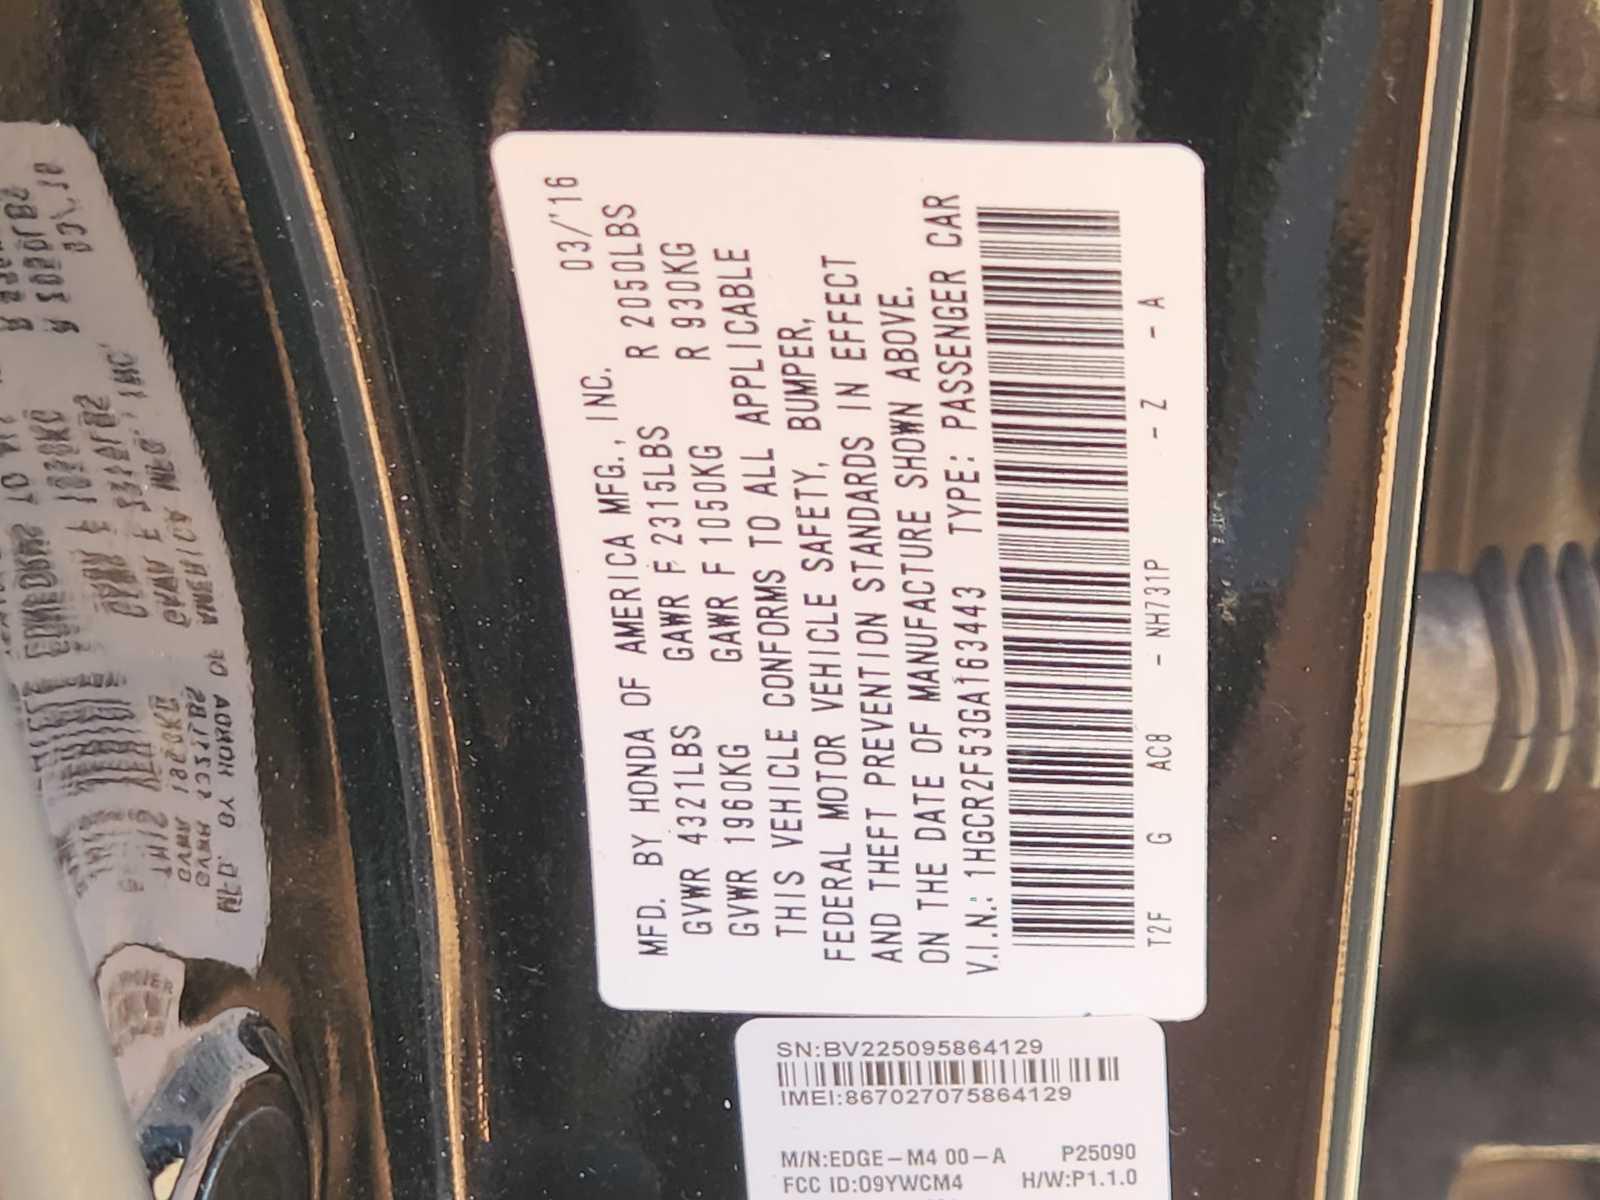 MFD. BY HONDA OF AMERICA MFG., INC. 03/'16
GVWR 4321LBS GAWR F 2315LBS R 2050LBS
GVWR 1960KG GAWR F 1050KG R 930KG
THIS VEHICLE CONFORMS TO ALL APPLICABLE
FEDERAL MOTOR VEHICLE SAFETY, BUMPER,
AND THEFT PREVENTION STANDARDS IN EFFECT
ON THE DATE OF MANUFACTURE SHOWN ABOVE.
V.I.N.: 1HGCR2F53GA163443 TYPE: PASSENGER CAR
T2F G AC8 - NH731P - Z - A
SN:BV225095864129
IMEI:867027075864129
M/N:EDGE-M4 00-A P25090
FCC ID:O9YWCM4 H/W:P1.1.0